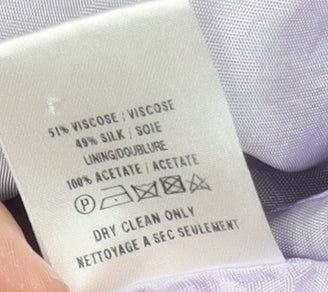 51% VISCOSE / VISCOSE
49% SILK / SOIE
LINING/DOUBLURE
100% ACETATE / ACETATE
P
DRY CLEAN ONLY
NETTOYAGE A SEC SEULEMENT